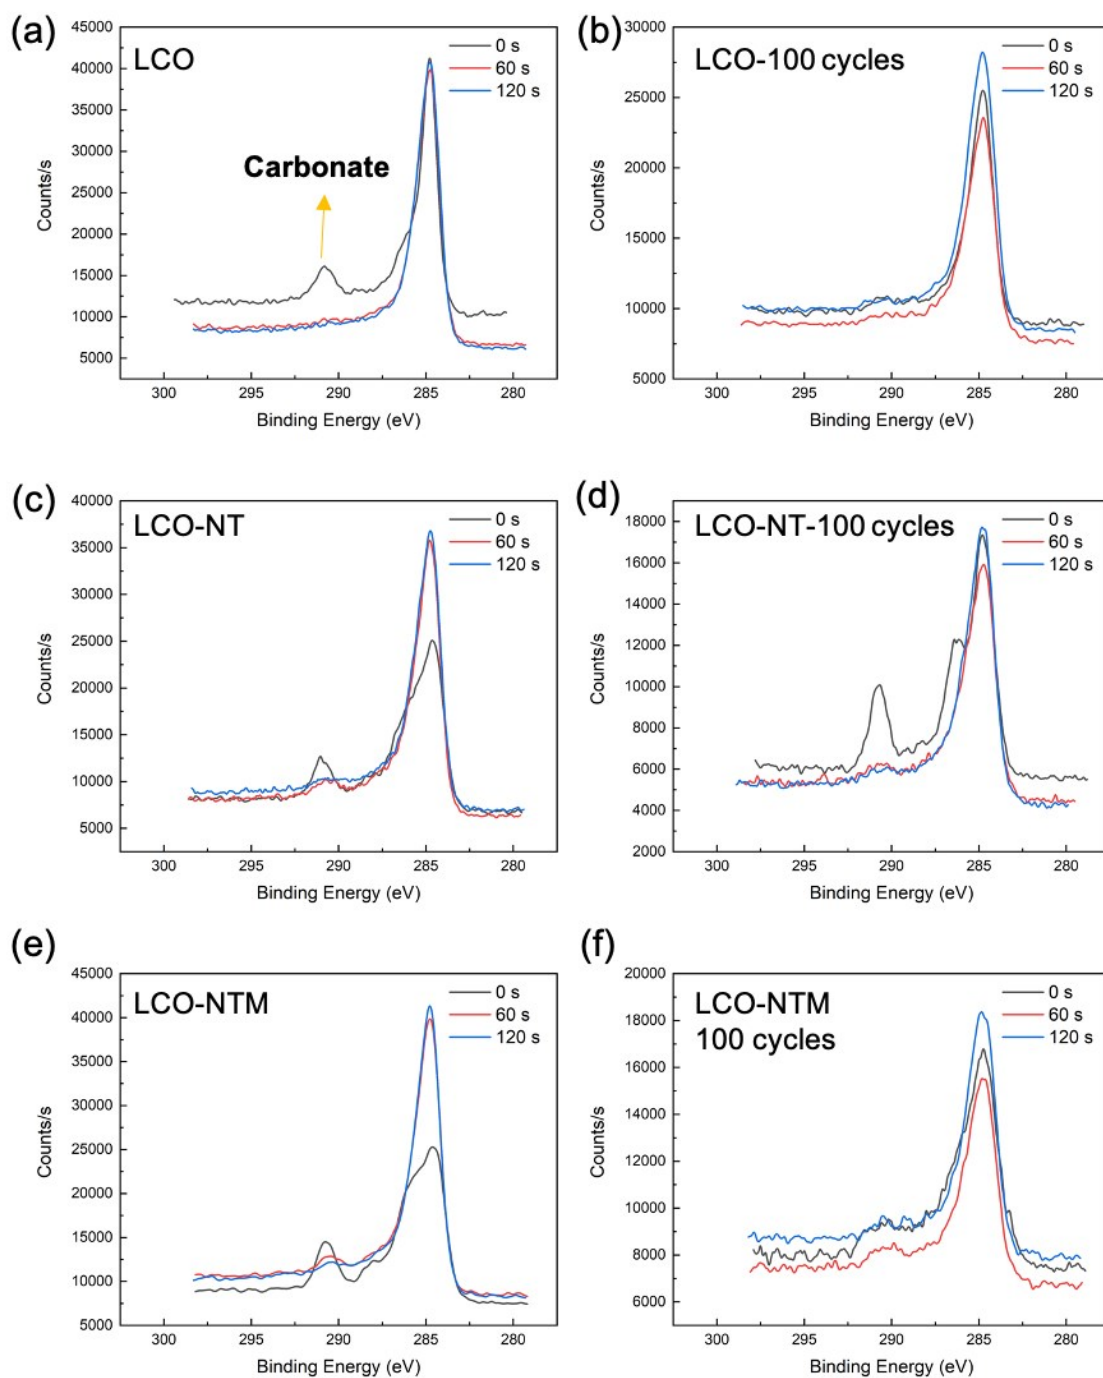 (a)
LCO
0 s
60 s
120 s
Carbonate
45000
40000
35000
30000
25000
20000
15000
10000
5000
Counts/s
300 295 290 285 280
Binding Energy (eV)
(b)
LCO-100 cycles
0 s
60 s
120 s
30000
25000
20000
15000
10000
5000
Counts/s
300 295 290 285 280
Binding Energy (eV)
(c)
LCO-NT
0 s
60 s
120 s
40000
35000
30000
25000
20000
15000
10000
5000
Counts/s
300 295 290 285 280
Binding Energy (eV)
(d)
LCO-NT-100 cycles
0 s
60 s
120 s
18000
16000
14000
12000
10000
8000
6000
4000
2000
Counts/s
300 295 290 285 280
Binding Energy (eV)
(e)
LCO-NTM
0 s
60 s
120 s
45000
40000
35000
30000
25000
20000
15000
10000
5000
Counts/s
300 295 290 285 280
Binding Energy (eV)
(f)
LCO-NTM
100 cycles
0 s
60 s
120 s
20000
18000
16000
14000
12000
10000
8000
6000
Counts/s
300 295 290 285 280
Binding Energy (eV)